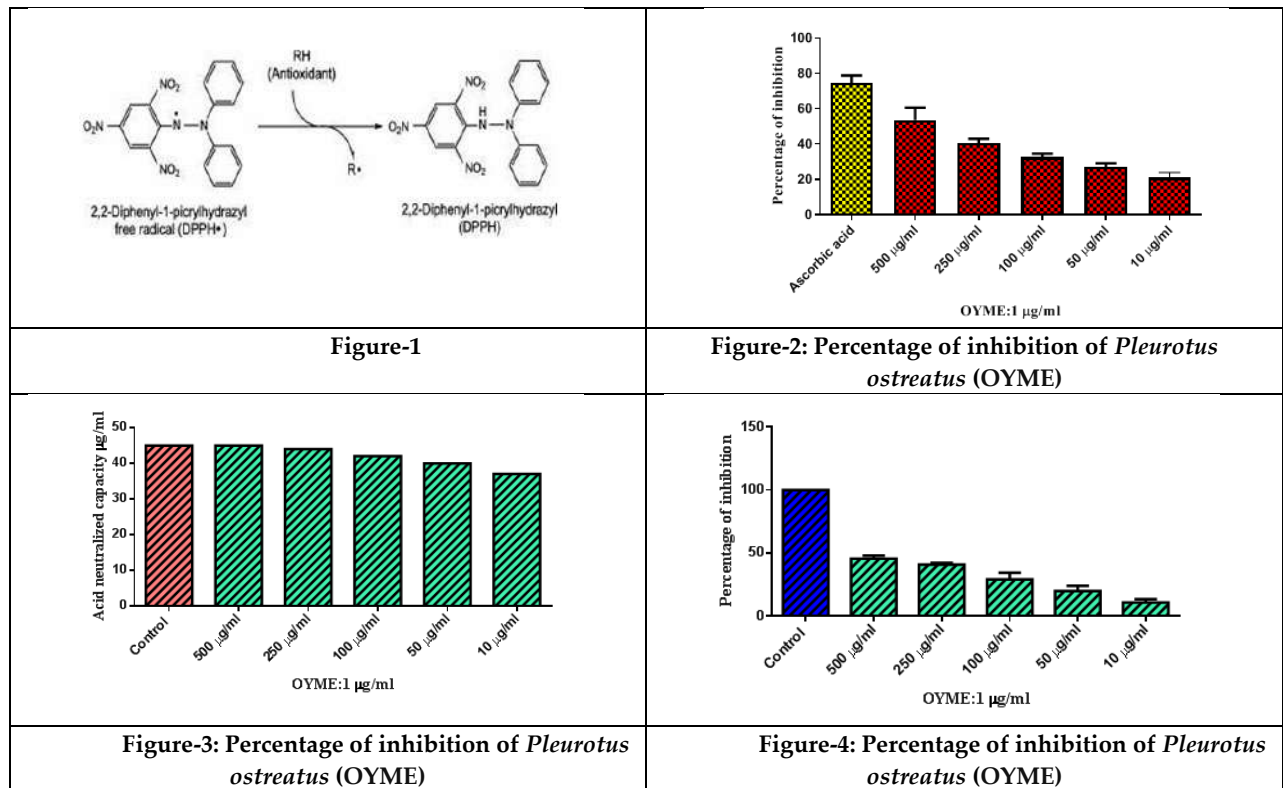 RH
(Antioxidant)
NO₂
O₂N
N•
N
NO₂
R•
NO₂
H
O₂N
N
N
NO₂
2,2-Diphenyl-1-picrylhydrazyl
free radical (DPPH•)
2,2-Diphenyl-1-picrylhydrazyl
(DPPH)
Figure-1
Percentage of inhibition
100
80
60
40
20
0
Ascorbic acid
500 μg/ml
250 μg/ml
100 μg/ml
50 μg/ml
10 μg/ml
OYME:1 μg/ml
Figure-2: Percentage of inhibition of Pleurotus
ostreatus (OYME)
Acid neutralized capacity μg/ml
50
40
30
20
10
0
Control
500 μg/ml
250 μg/ml
100 μg/ml
50 μg/ml
10 μg/ml
OYME:1 μg/ml
Figure-3: Percentage of inhibition of Pleurotus
ostreatus (OYME)
Percentage of inhibition
150
100
50
0
Control
500 μg/ml
250 μg/ml
100 μg/ml
50 μg/ml
10 μg/ml
OYME:1 μg/ml
Figure-4: Percentage of inhibition of Pleurotus
ostreatus (OYME)